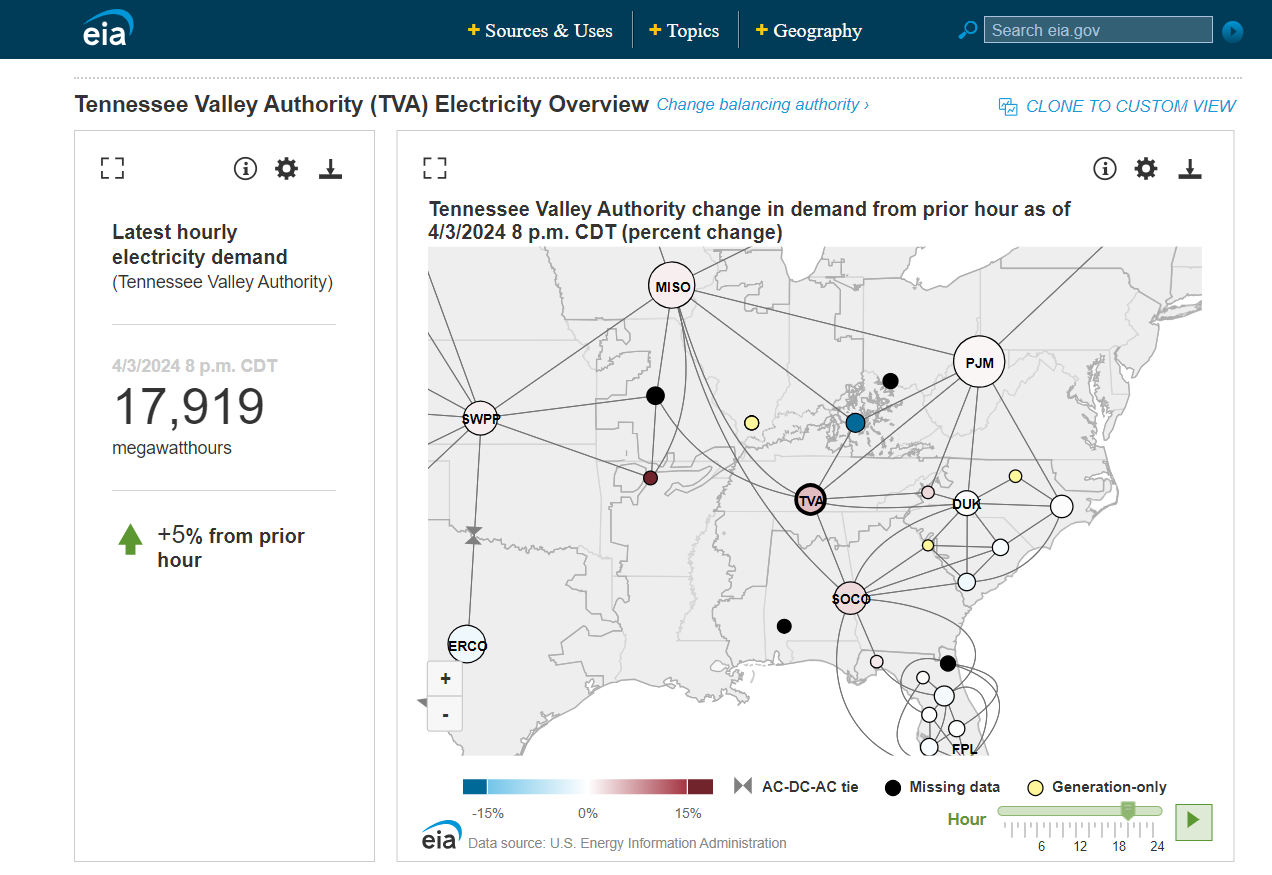 eia
+ Sources & Uses
+ Topics
+ Geography
Search eia.gov
Tennessee Valley Authority (TVA) Electricity Overview
Change balancing authority ›
CLONE TO CUSTOM VIEW
Latest hourly
electricity demand
(Tennessee Valley Authority)
4/3/2024 8 p.m. CDT
17,919
megawatthours
+5% from prior
hour
Tennessee Valley Authority change in demand from prior hour as of
4/3/2024 8 p.m. CDT (percent change)
MISO
PJM
SWPP
TVA
DUK
SOCO
ERCO
FPL
+
-
-15%
0%
15%
AC-DC-AC tie
Missing data
Generation-only
Hour
6
12
18
24
eia
Data source: U.S. Energy Information Administration